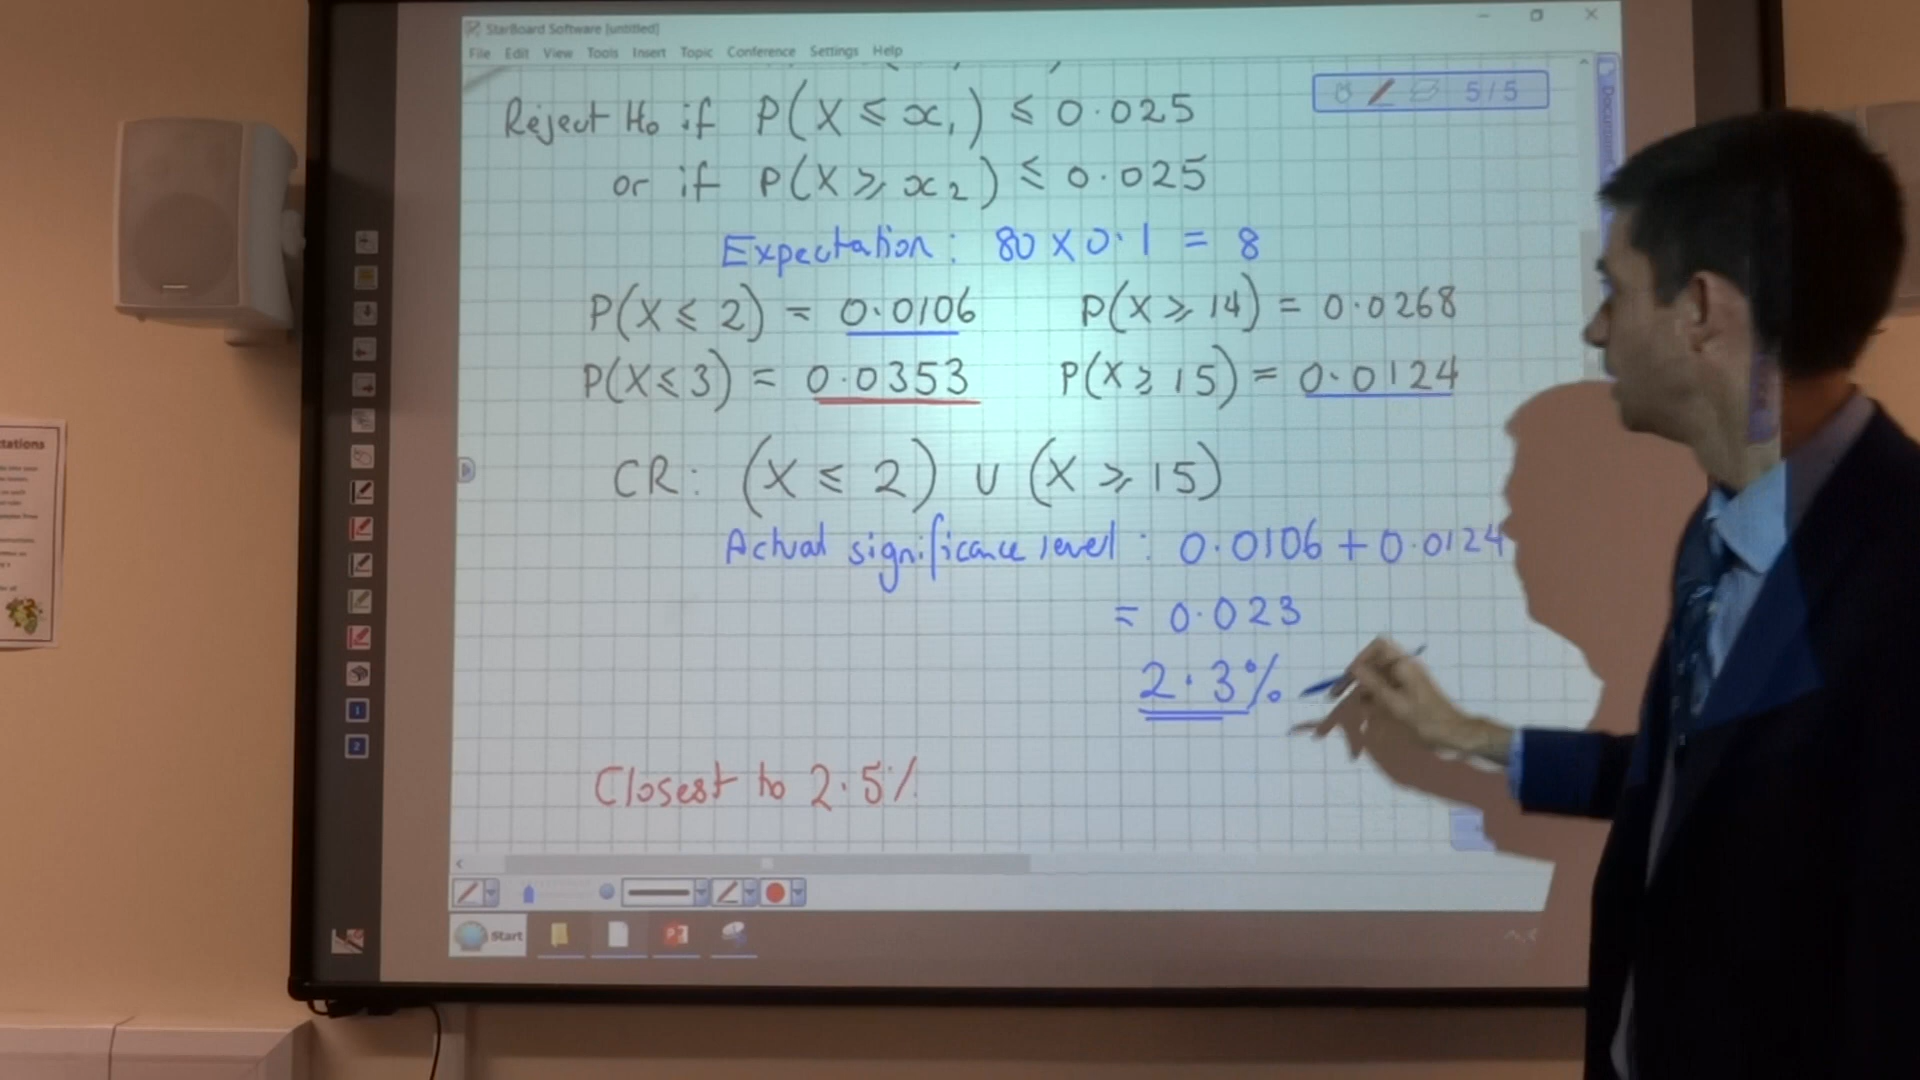 StarBoard Software [untitled]
File Edit View Tools Insert Topic Conference Settings Help
5/5
Reject H₀ if P(X ⩽ x₁) ⩽ 0.025
or if P(X ⩾ x₂) ⩽ 0.025
Expectation: 80 × 0.1 = 8
P(X ⩽ 2) = 0.0106 P(X ⩾ 14) = 0.0268
P(X ⩽ 3) = 0.0353 P(X ⩾ 15) = 0.0124
CR: (X ⩽ 2) ∪ (X ⩾ 15)
Actual significance level: 0.0106 + 0.0124
= 0.023
2.3%
Closest to 2.5%
Start
1
2